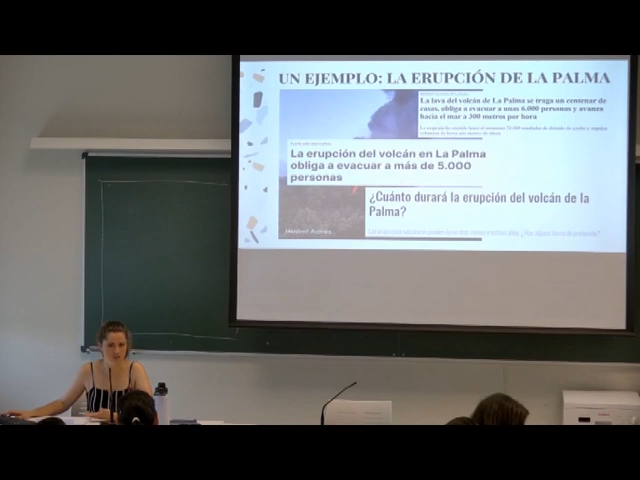 UN EJEMPLO: LA ERUPCIÓN DE LA PALMA
La lava del volcán de La Palma se traga un centenar de
casas, obliga a evacuar a unas 6.000 personas y avanza
hacia el mar a 300 metros por hora
La erupción del volcán en La Palma
obliga a evacuar a más de 5.000
personas
¿Cuánto durará la erupción del volcán de la
Palma?